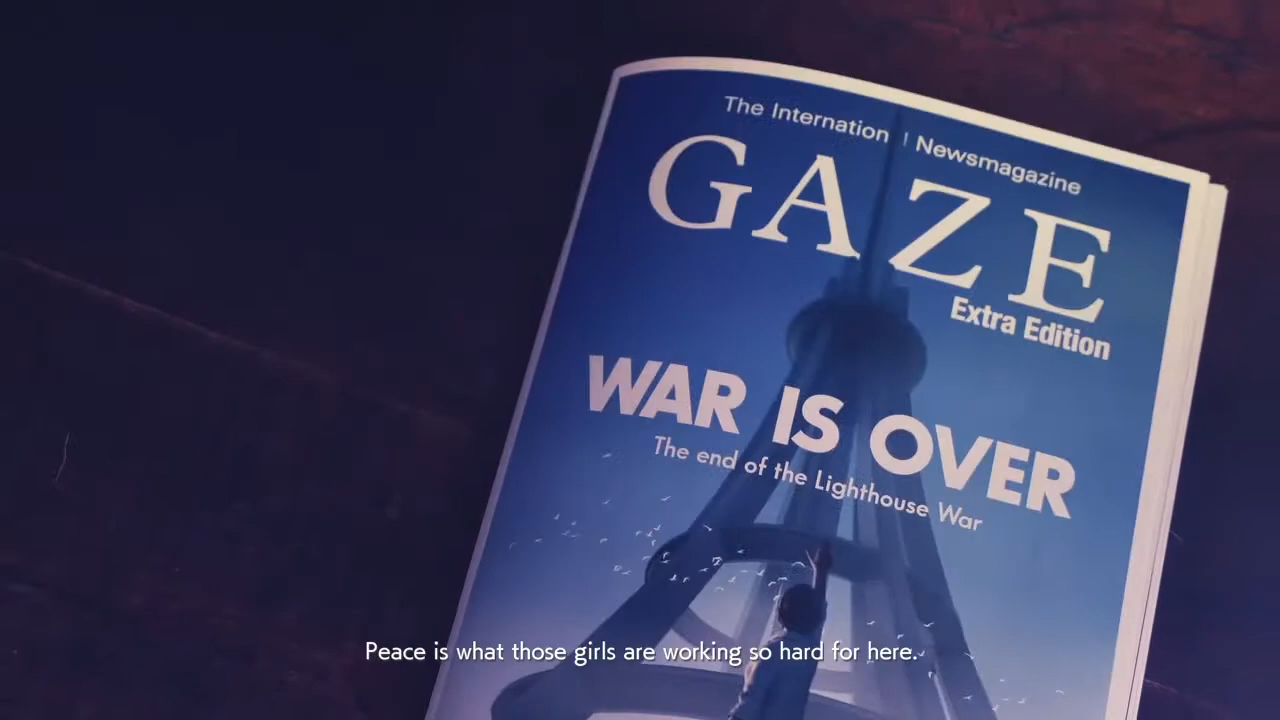 The Internation l Newsmagazine
GAZE
Extra Edition
WAR IS OVER
The end of the Lighthouse War
Peace is what those girls are working so hard for here.